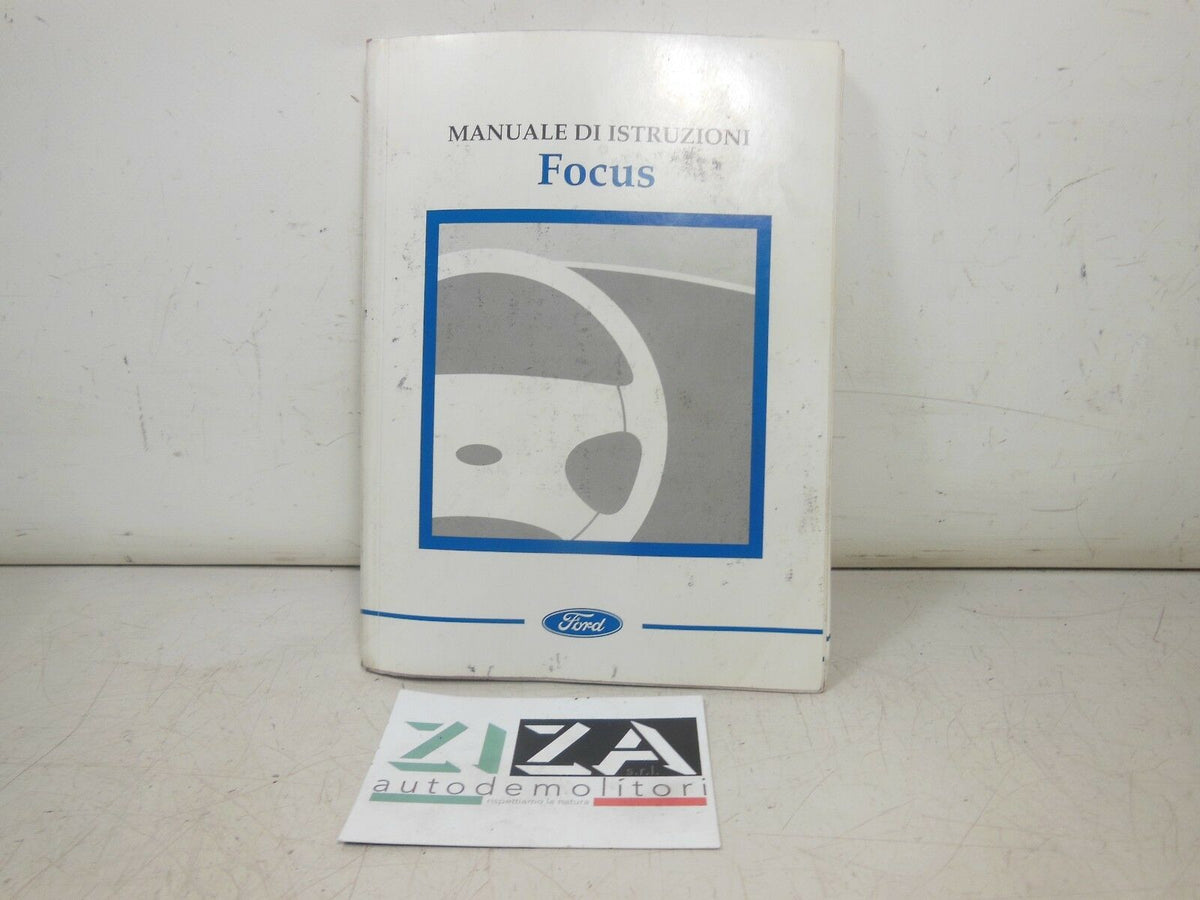 MANUALE DI ISTRUZIONI
Focus
Ford
ZIZA
s.r.l.
autodemolitori
rispettiamo la natura